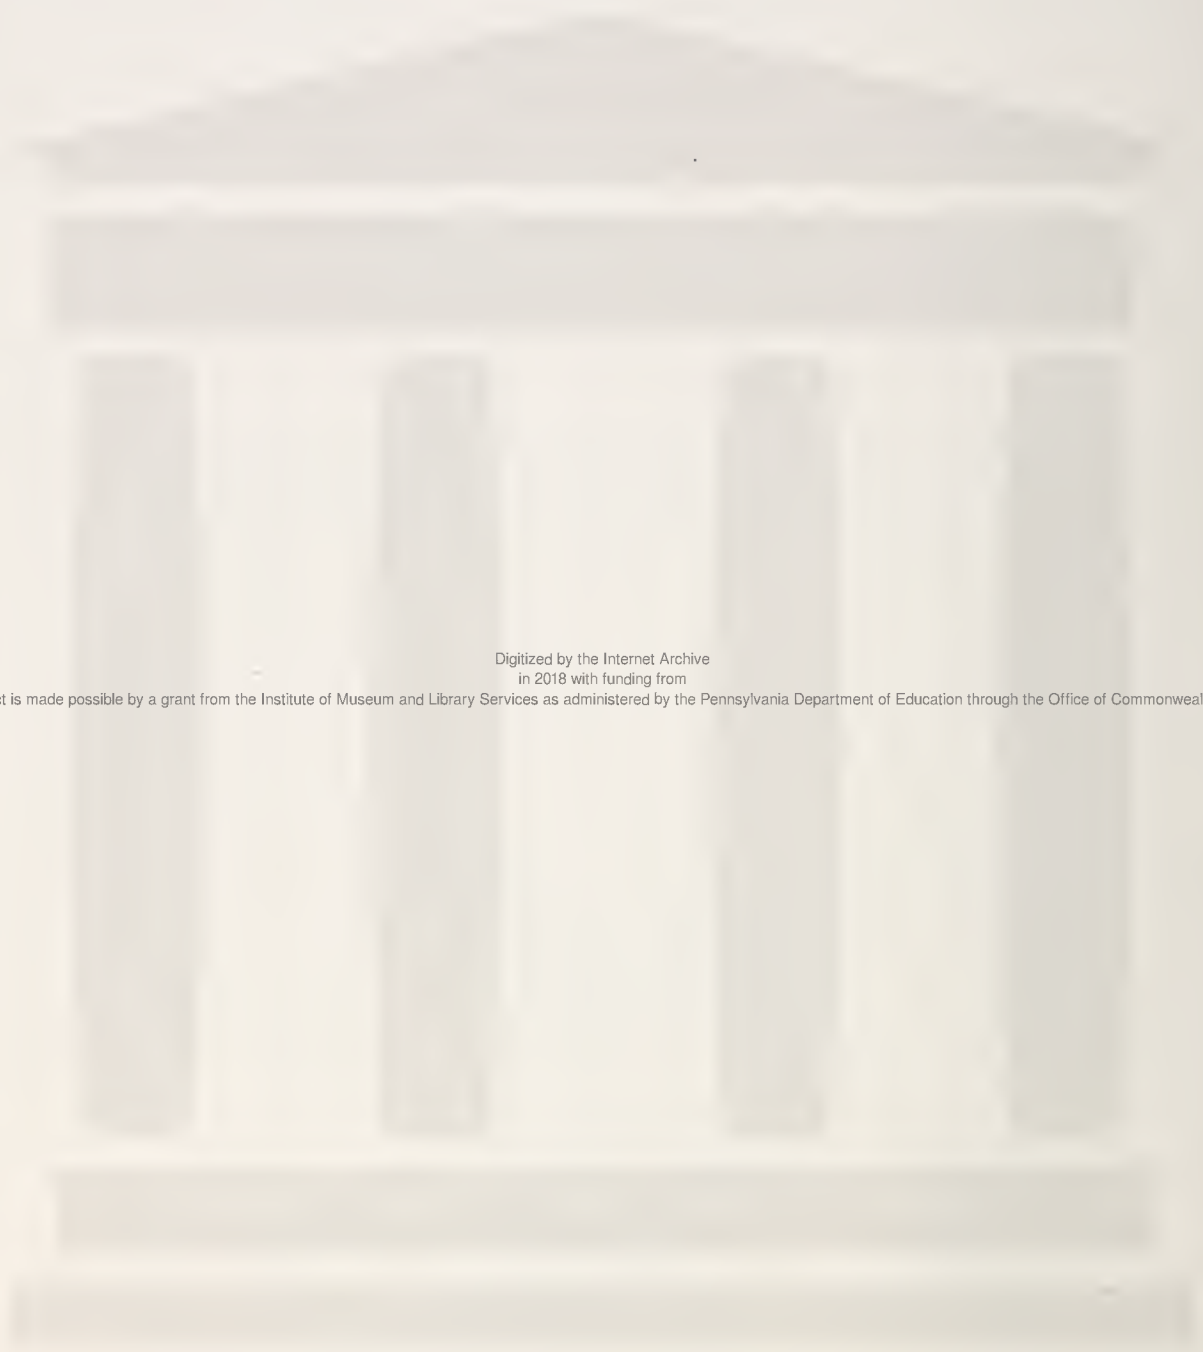 Digitized by the Internet Archive
in 2018 with funding from
is made possible by a grant from the Institute of Museum and Library Services as administered by the Pennsylvania Department of Education through the Office of